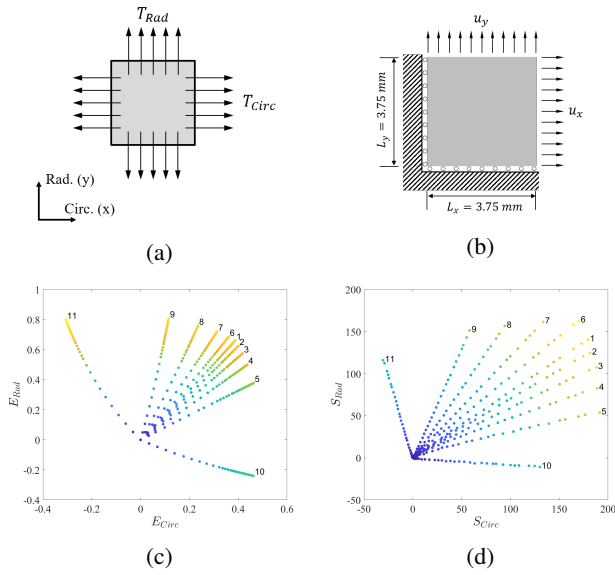 T_Rad
T_Circ
Rad. (y)
Circ. (x)
(a)
u_y
u_x
L_y = 3.75 mm
L_x = 3.75 mm
(b)
1
0.8
0.6
0.4
0.2
0
-0.2
-0.4
-0.4 -0.2 0 0.2 0.4 0.6
E_Rad
E_Circ
11
9
8
7
6
1
2
3
4
5
10
(c)
200
150
100
50
0
-50
-50 0 50 100 150 200
S_Rad
S_Circ
6
7
8
9
1
2
3
4
5
11
10
(d)